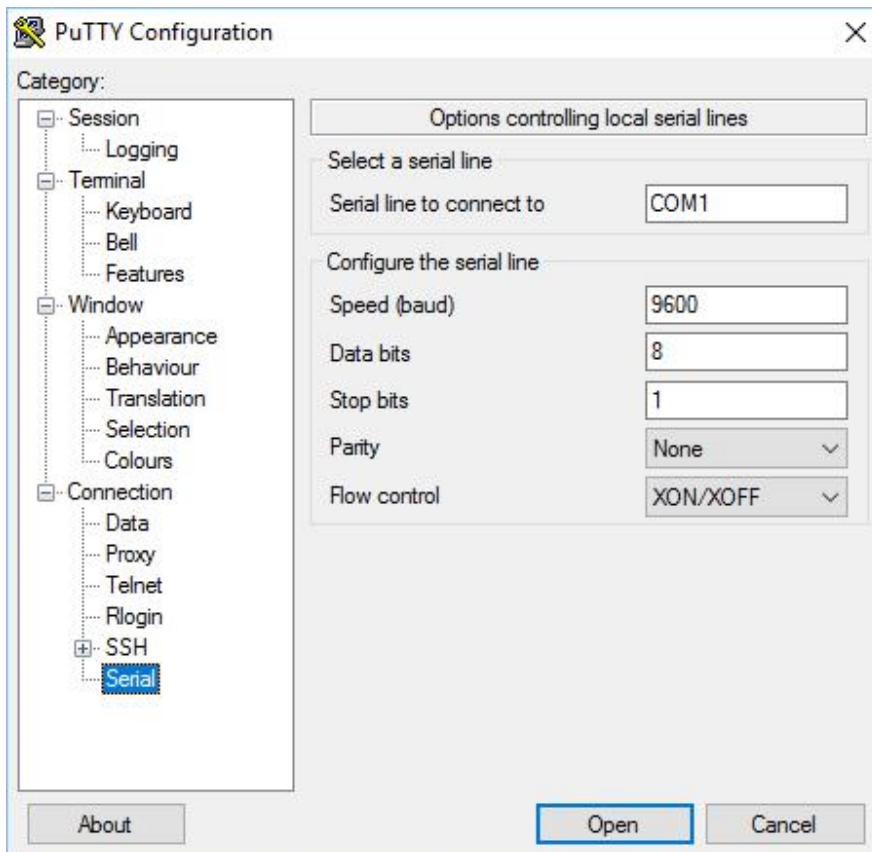 PuTTY Configuration
Category:
Session
Logging
Terminal
Keyboard
Bell
Features
Window
Appearance
Behaviour
Translation
Selection
Colours
Connection
Data
Proxy
Telnet
Rlogin
SSH
Serial
Options controlling local serial lines
Select a serial line
Serial line to connect to COM1
Configure the serial line
Speed (baud) 9600
Data bits 8
Stop bits 1
Parity None
Flow control XON/XOFF
About Open Cancel